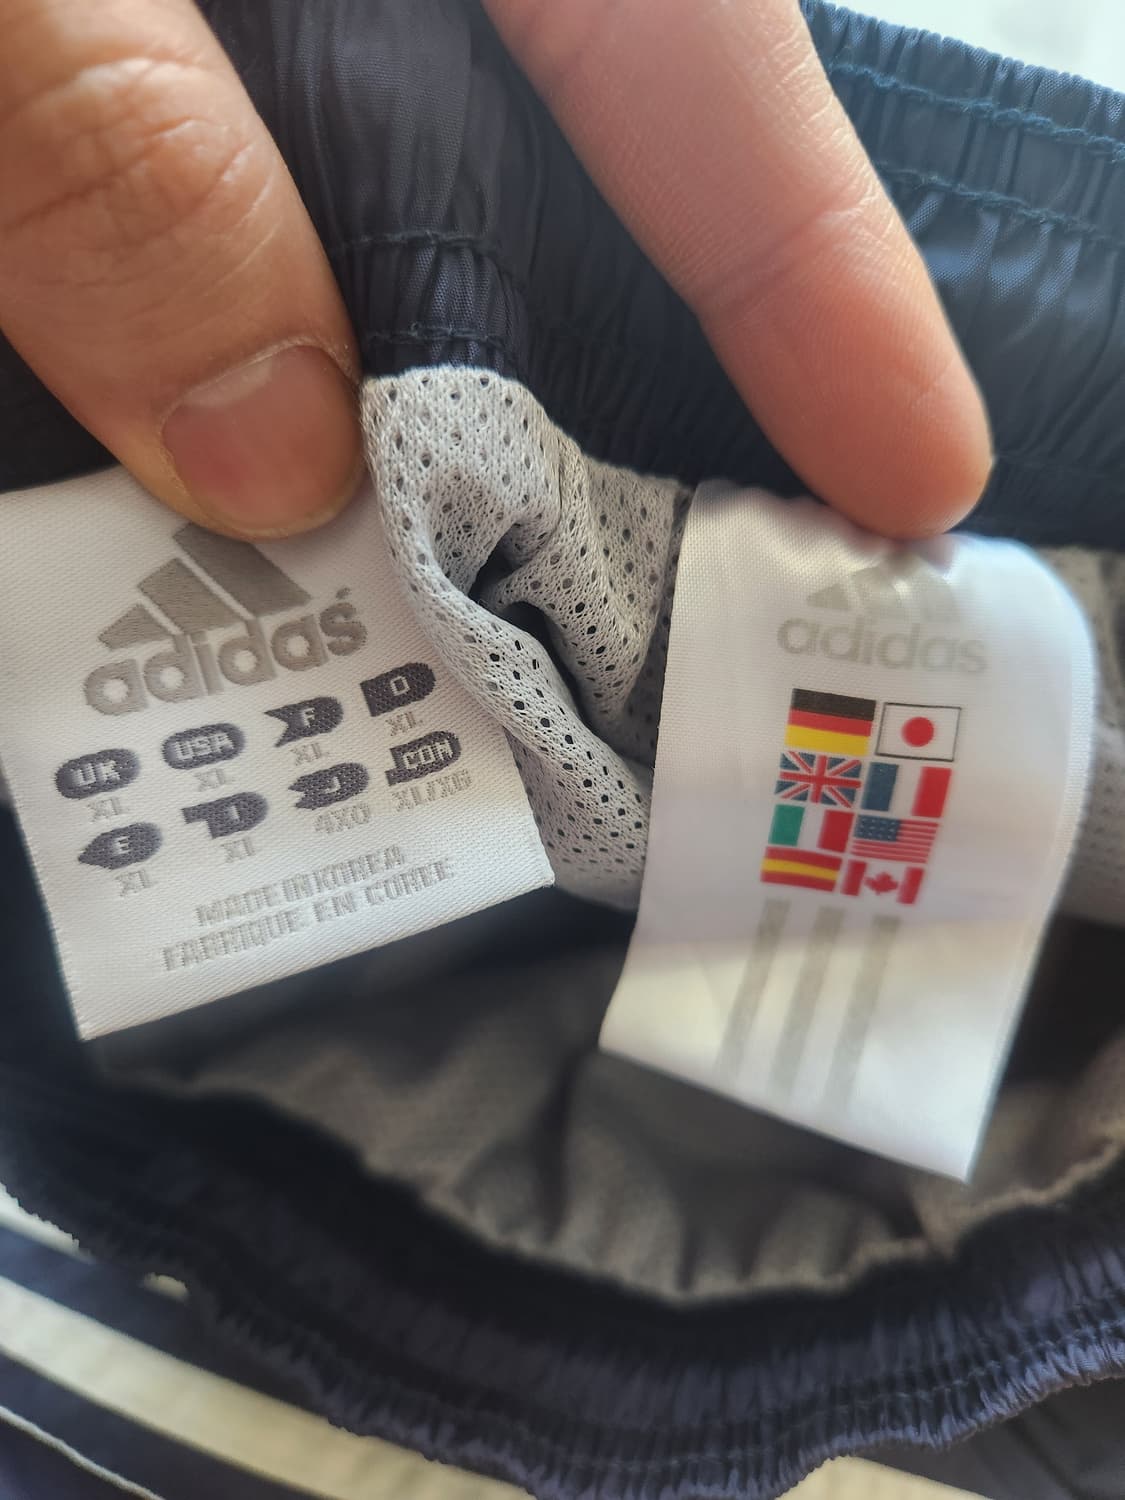 adidas
UK USA F D
XL XL XL XL
E I J CDN
XL XL 4XO XL/XG
MADE IN KOREA
FABRIQUE EN COREE
adidas